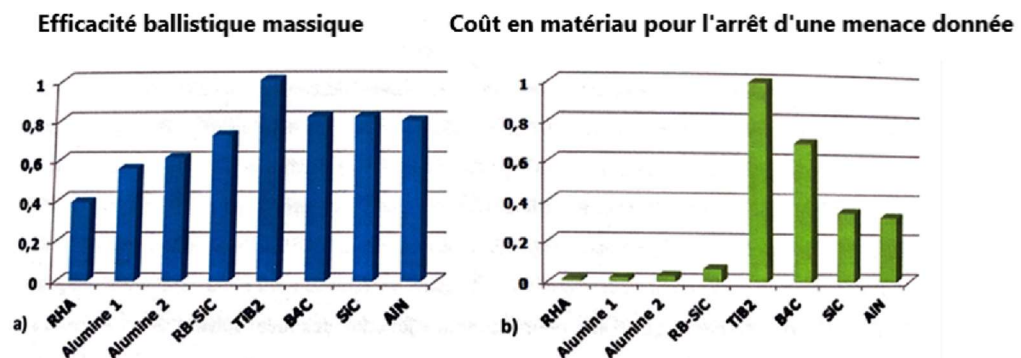 Efficacité ballistique massique
Coût en matériau pour l'arrêt d'une menace donnée
1
0,8
0,6
0,4
0,2
0
RHA
Alumine 1
Alumine 2
RB-SiC
TIB2
B4C
SiC
AlN
a)
1
0,8
0,6
0,4
0,2
0
RHA
Alumine 1
Alumine 2
RB-SiC
TIB2
B4C
SiC
AlN
b)